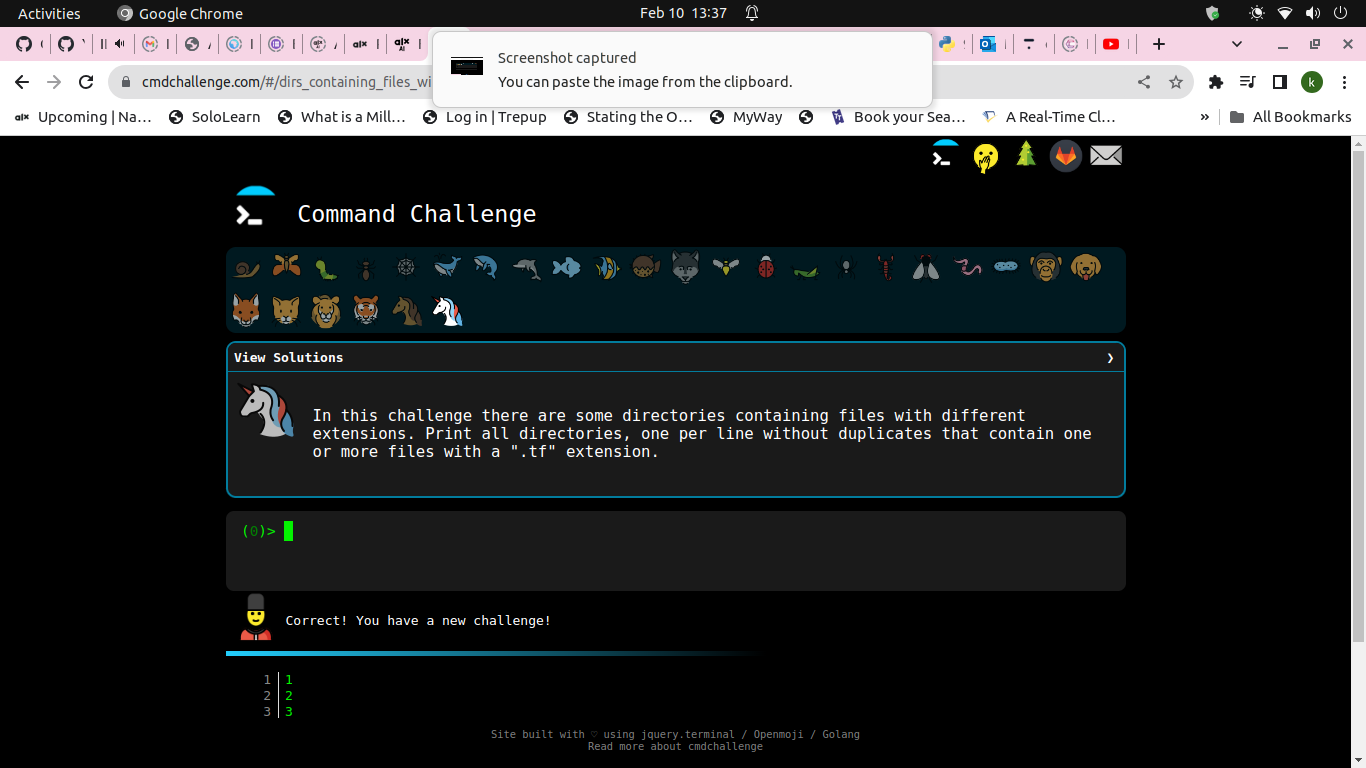 Activities
Google Chrome
Feb 10 13:37
Screenshot captured
You can paste the image from the clipboard.
cmdchallenge.com/#/dirs_containing_files_wi
k
Upcoming | Na…
SoloLearn
What is a Mill…
Log in | Trepup
Stating the O…
MyWay
Book your Sea…
A Real-Time Cl…
»
All Bookmarks
Command Challenge
View Solutions
❯
In this challenge there are some directories containing files with different
extensions. Print all directories, one per line without duplicates that contain one
or more files with a ".tf" extension.
(0)>
Correct! You have a new challenge!
1 1
2 2
3 3
Site built with ♡ using jquery.terminal / Openmoji / Golang
Read more about cmdchallenge